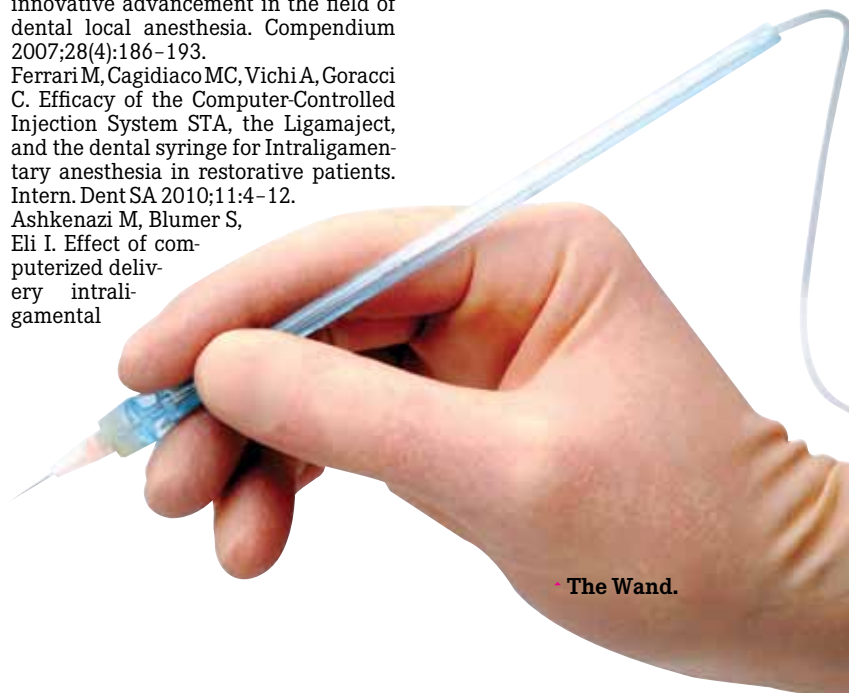 innovative advancement in the field of
dental local anesthesia. Compendium
2007;28(4):186–193.
Ferrari M, Cagidiaco MC, Vichi A, Goracci
C. Efficacy of the Computer-Controlled
Injection System STA, the Ligamaject,
and the dental syringe for Intraligamen-
tary anesthesia in restorative patients.
Intern. Dent SA 2010;11:4–12.
Ashkenazi M, Blumer S,
Eli I. Effect of com-
puterized deliv-
ery intrali-
gamental
The Wand.